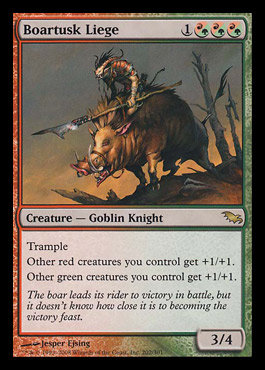 Boartusk Liege 1
Creature — Goblin Knight
Trample
Other red creatures you control get +1/+1.
Other green creatures you control get +1/+1.
The boar leads its rider to victory in battle, but
it doesn't know how close it is to becoming the
victory feast.
Jesper Ejsing
3/4